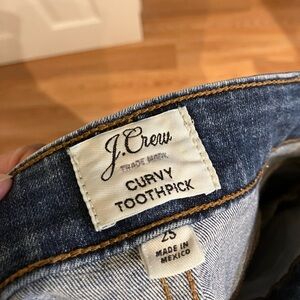 J.Crew
TRADE MARK
CURVY
TOOTHPICK
25
MADE IN
MEXICO